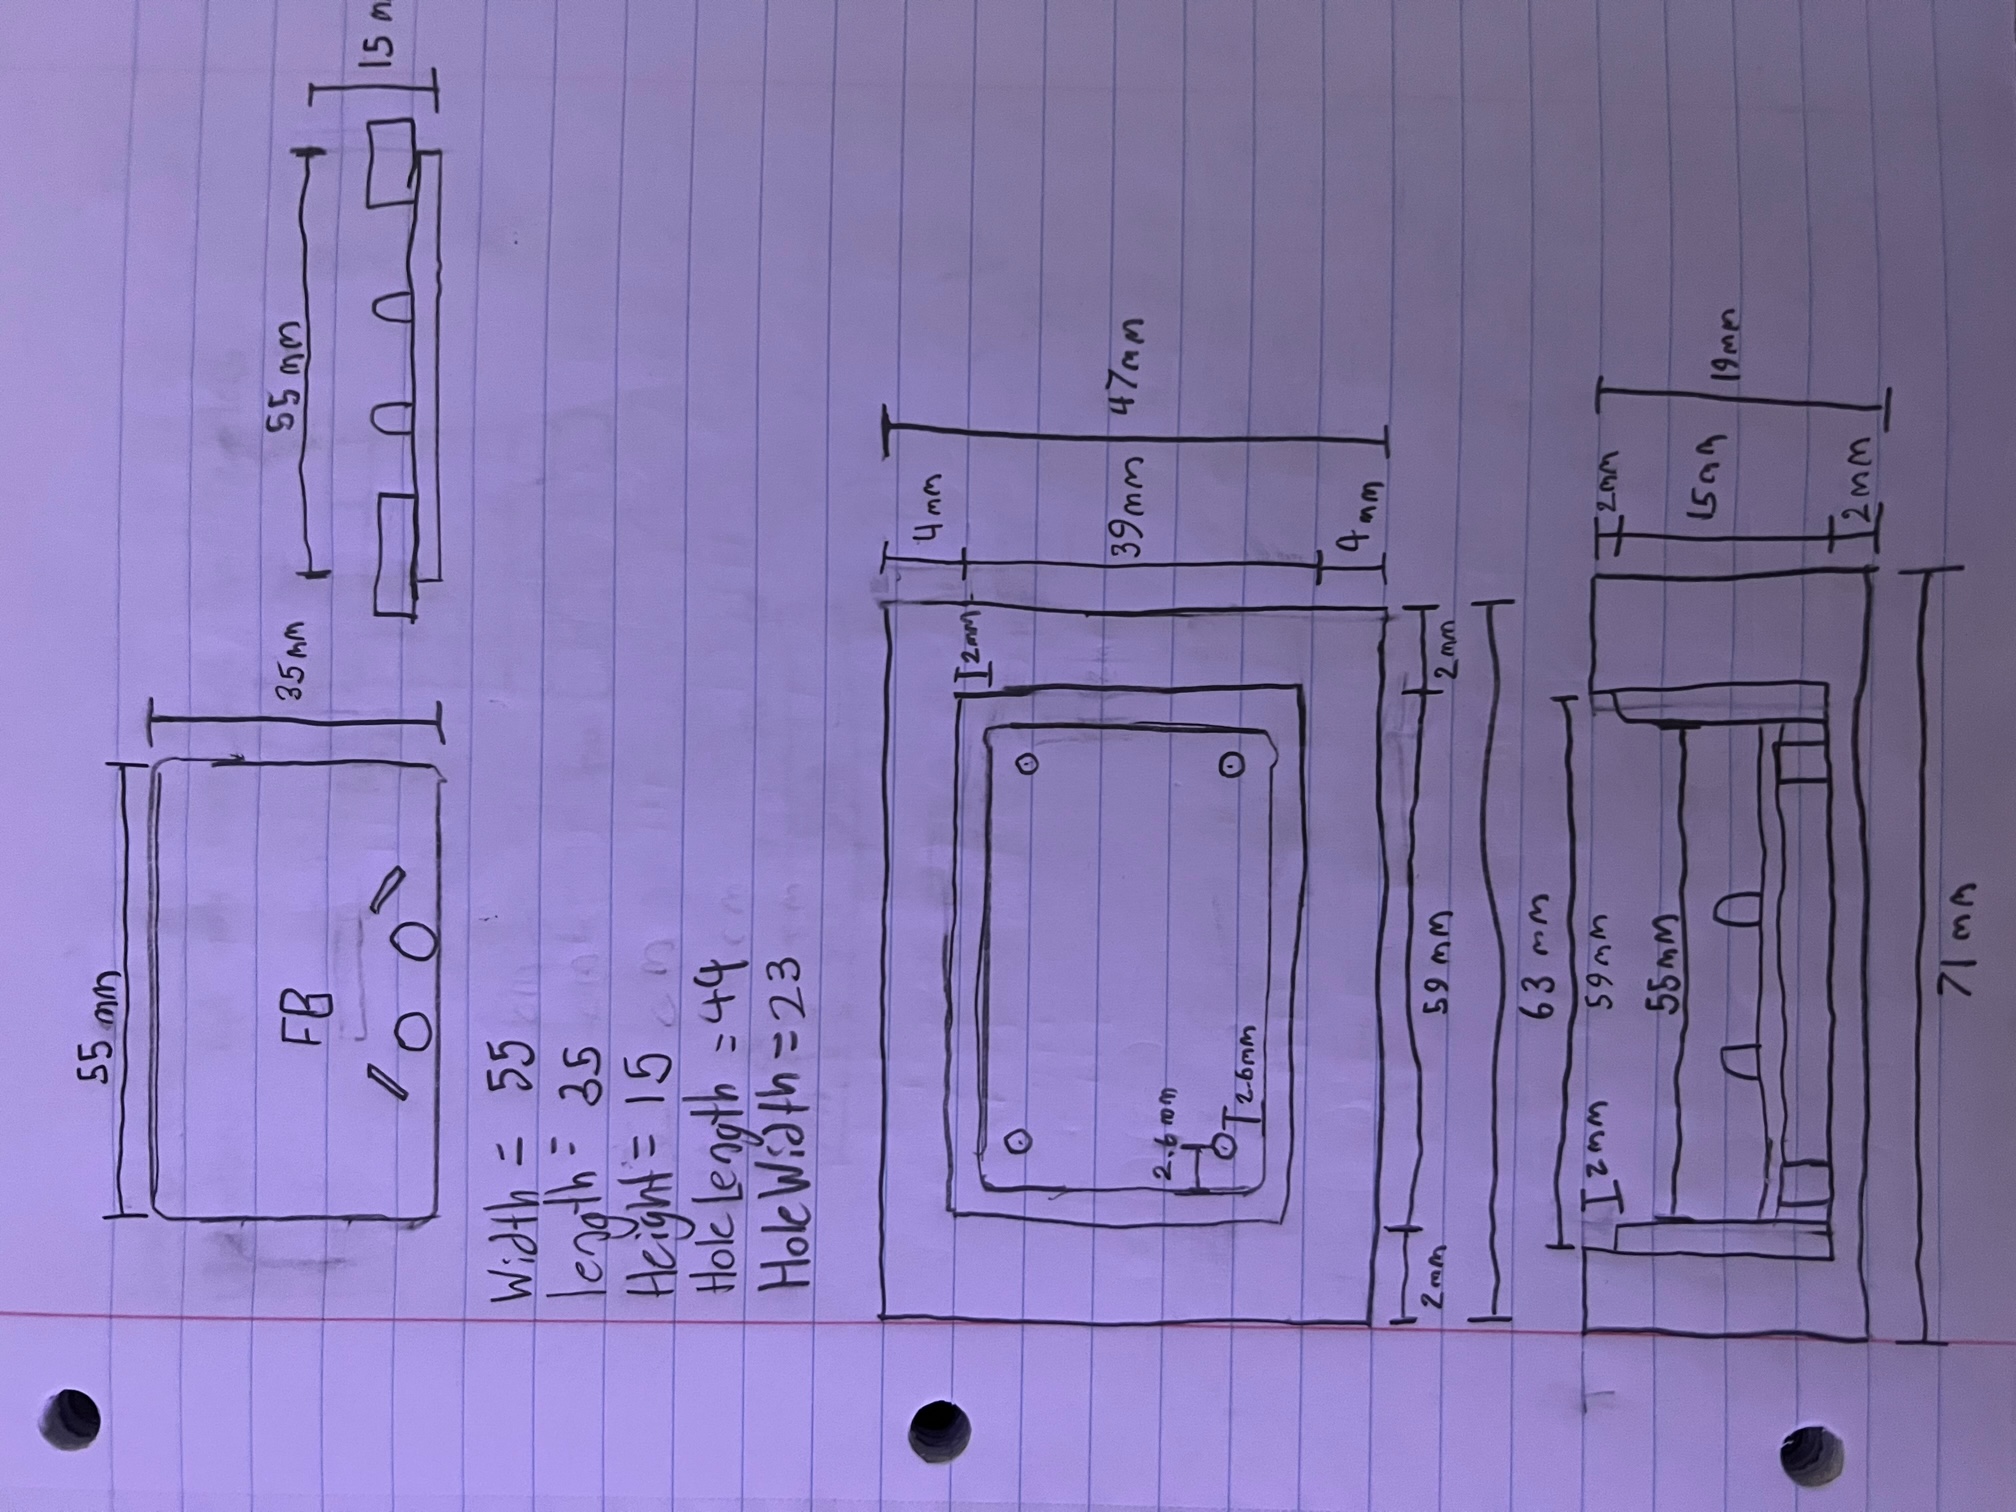 55 mm
FB
35mm
55 mm
15 m
Width = 55
length = 35
Height = 15
Hole Length = 44
Hole Width = 23
4mm
2mm
39mm
47mm
2.6 mm
2.6mm
4mm
2mm
59 mm
2mm
63 mm
2mm
59mm
2mm
55mm
15mm
19mm
2mm
71 mm